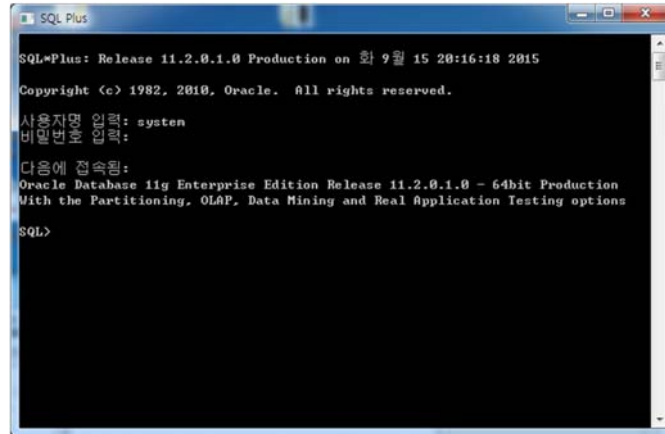 SQL Plus
SQL*Plus: Release 11.2.0.1.0 Production on 화 9월 15 20:16:18 2015
Copyright (c) 1982, 2010, Oracle.  All rights reserved.
사용자명 입력: system
비밀번호 입력:
다음에 접속됨:
Oracle Database 11g Enterprise Edition Release 11.2.0.1.0 - 64bit Production
With the Partitioning, OLAP, Data Mining and Real Application Testing options
SQL>